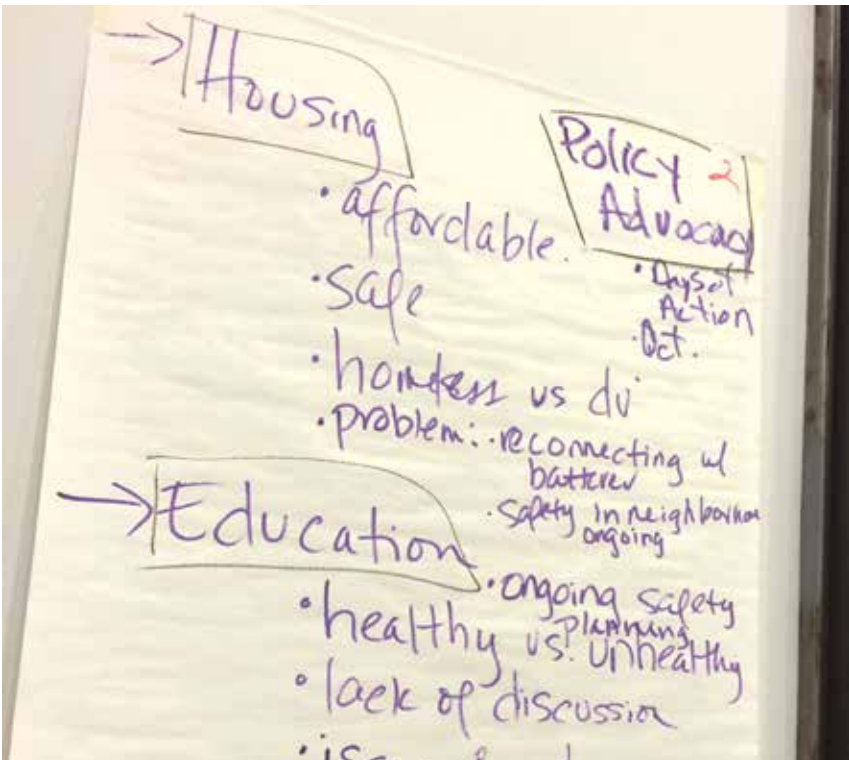 → Housing
• affordable.
• safe
• homeless vs dv
• problem: • reconnecting w/
batterer
• safety in neighborhood
ongoing
• ongoing safety
planning
Policy 2
Advocacy
• Days of
Action
• Oct.
→ Education
• healthy vs. unhealthy
• lack of discussion